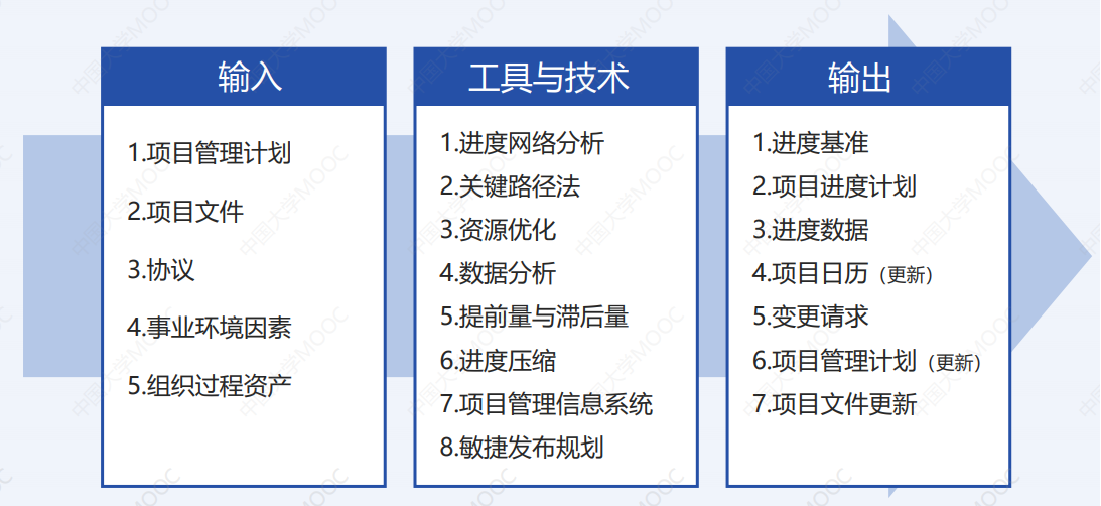 输入
1.项目管理计划
2.项目文件
3.协议
4.事业环境因素
5.组织过程资产
工具与技术
1.进度网络分析
2.关键路径法
3.资源优化
4.数据分析
5.提前量与滞后量
6.进度压缩
7.项目管理信息系统
8.敏捷发布规划
输出
1.进度基准
2.项目进度计划
3.进度数据
4.项目日历（更新）
5.变更请求
6.项目管理计划（更新）
7.项目文件更新
中国大学MOOC